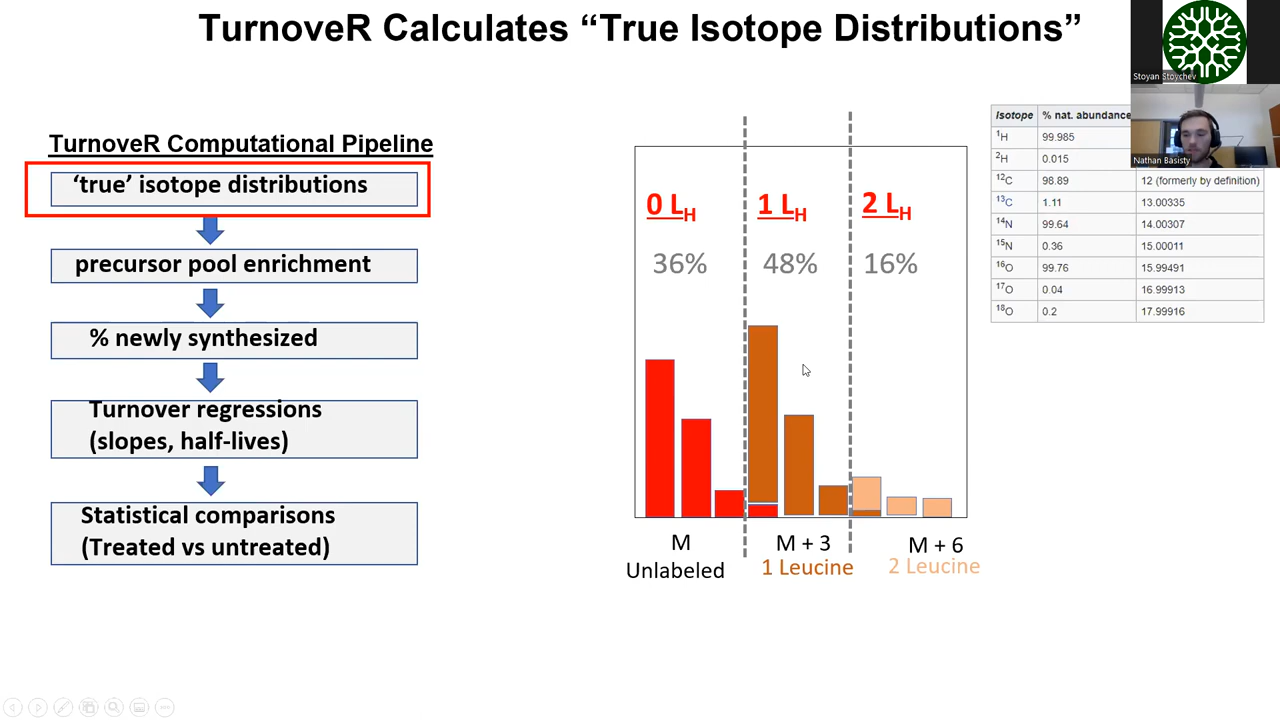 TurnoveR Calculates “True Isotope Distributions”
Stoyan Stoychev
Nathan Basisty
TurnoveR Computational Pipeline
‘true’ isotope distributions
precursor pool enrichment
% newly synthesized
Turnover regressions
(slopes, half-lives)
Statistical comparisons
(Treated vs untreated)
0 LH 1 LH 2 LH
36% 48% 16%
M M + 3 M + 6
Unlabeled 1 Leucine 2 Leucine
Isotope % nat. abundance
1H 99.985
2H 0.015
12C 98.89 12 (formerly by definition)
13C 1.11 13.00335
14N 99.64 14.00307
15N 0.36 15.00011
16O 99.76 15.99491
17O 0.04 16.99913
18O 0.2 17.99916